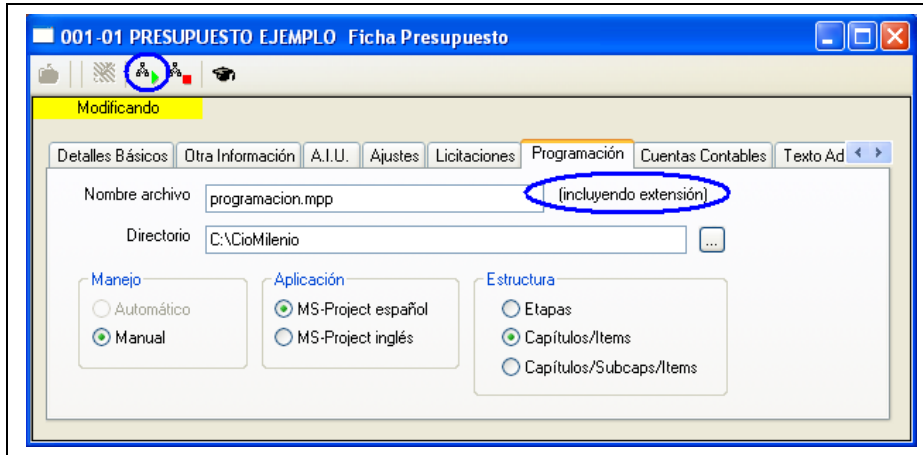 001-01 PRESUPUESTO EJEMPLO Ficha Presupuesto
Modificando
Detalles Básicos Otra Información A.I.U. Ajustes Licitaciones Programación Cuentas Contables Texto Ad
Nombre archivo programacion.mpp (incluyendo extensión)
Directorio C:\CioMilenio ...
Manejo Aplicación Estructura
Automático MS-Project español Etapas
Manual MS-Project inglés Capítulos/Items
Capítulos/Subcaps/Items